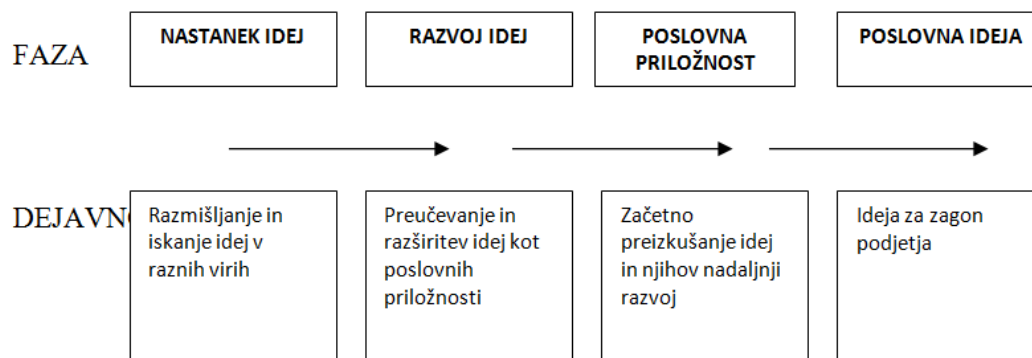 FAZA
NASTANEK IDEJ
RAZVOJ IDEJ
POSLOVNA
PRILOŽNOST
POSLOVNA IDEJA
DEJAVN
Razmišljanje in
iskanje idej v
raznih virih
Preučevanje in
razširitev idej kot
poslovnih
priložnosti
Začetno
preizkušanje idej
in njihov nadaljnji
razvoj
Ideja za zagon
podjetja